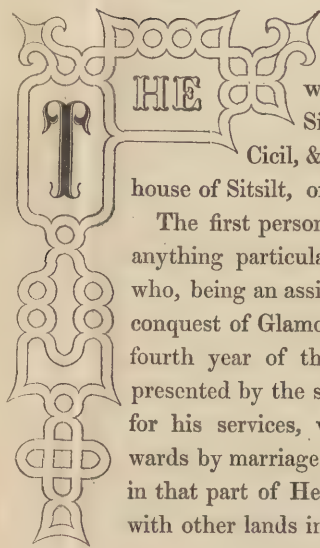 THE w
Si
Cicil, &
house of Sitsilt, o
The first person
anything particula
who, being an assi
conquest of Glamo
fourth year of th
presented by the s
for his services,
wards by marriage
in that part of He
with other lands in